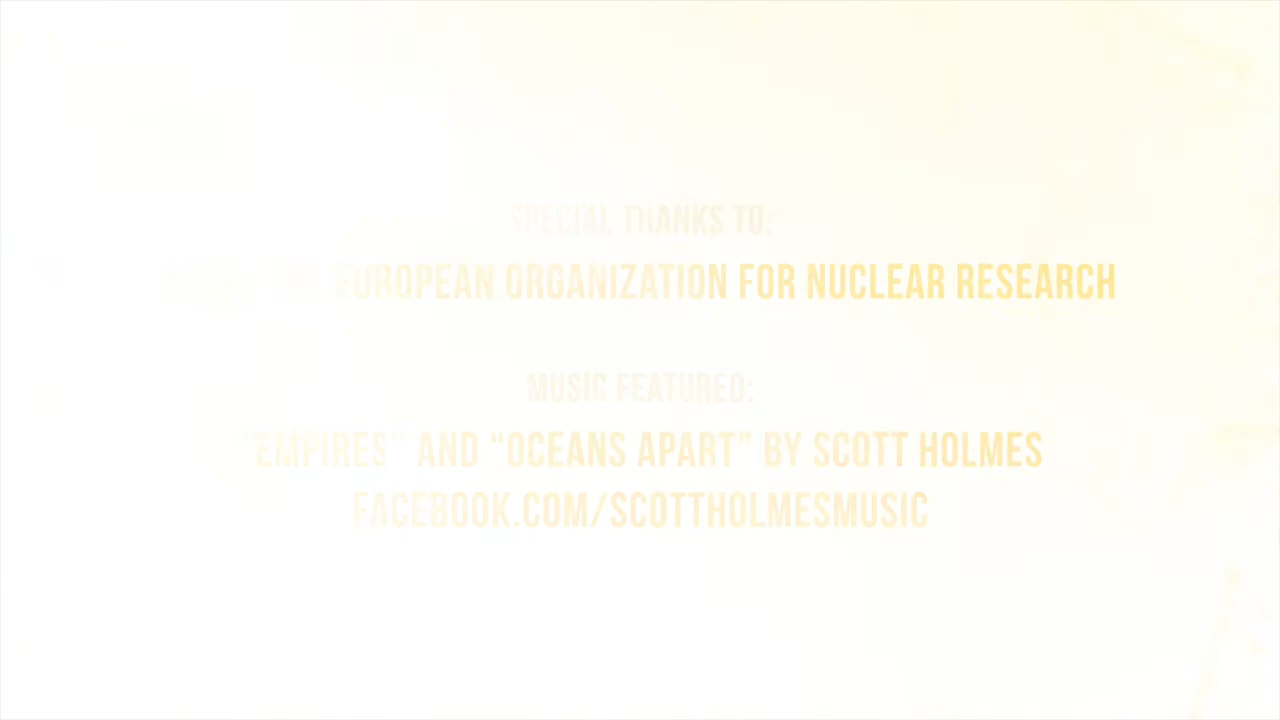 SPECIAL THANKS TO:
EUROPEAN ORGANIZATION FOR NUCLEAR RESEARCH
MUSIC FEATURED:
"EMPIRES" AND “OCEANS APART” BY SCOTT HOLMES
FACEBOOK.COM/SCOTTHOLMESMUSIC